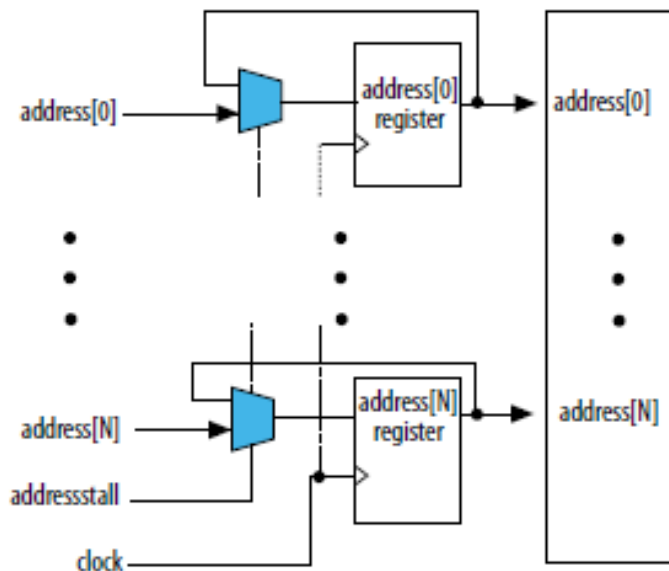 address[0]
address[0]
register
address[0]
address[N]
address[N]
register
address[N]
addressstall
clock